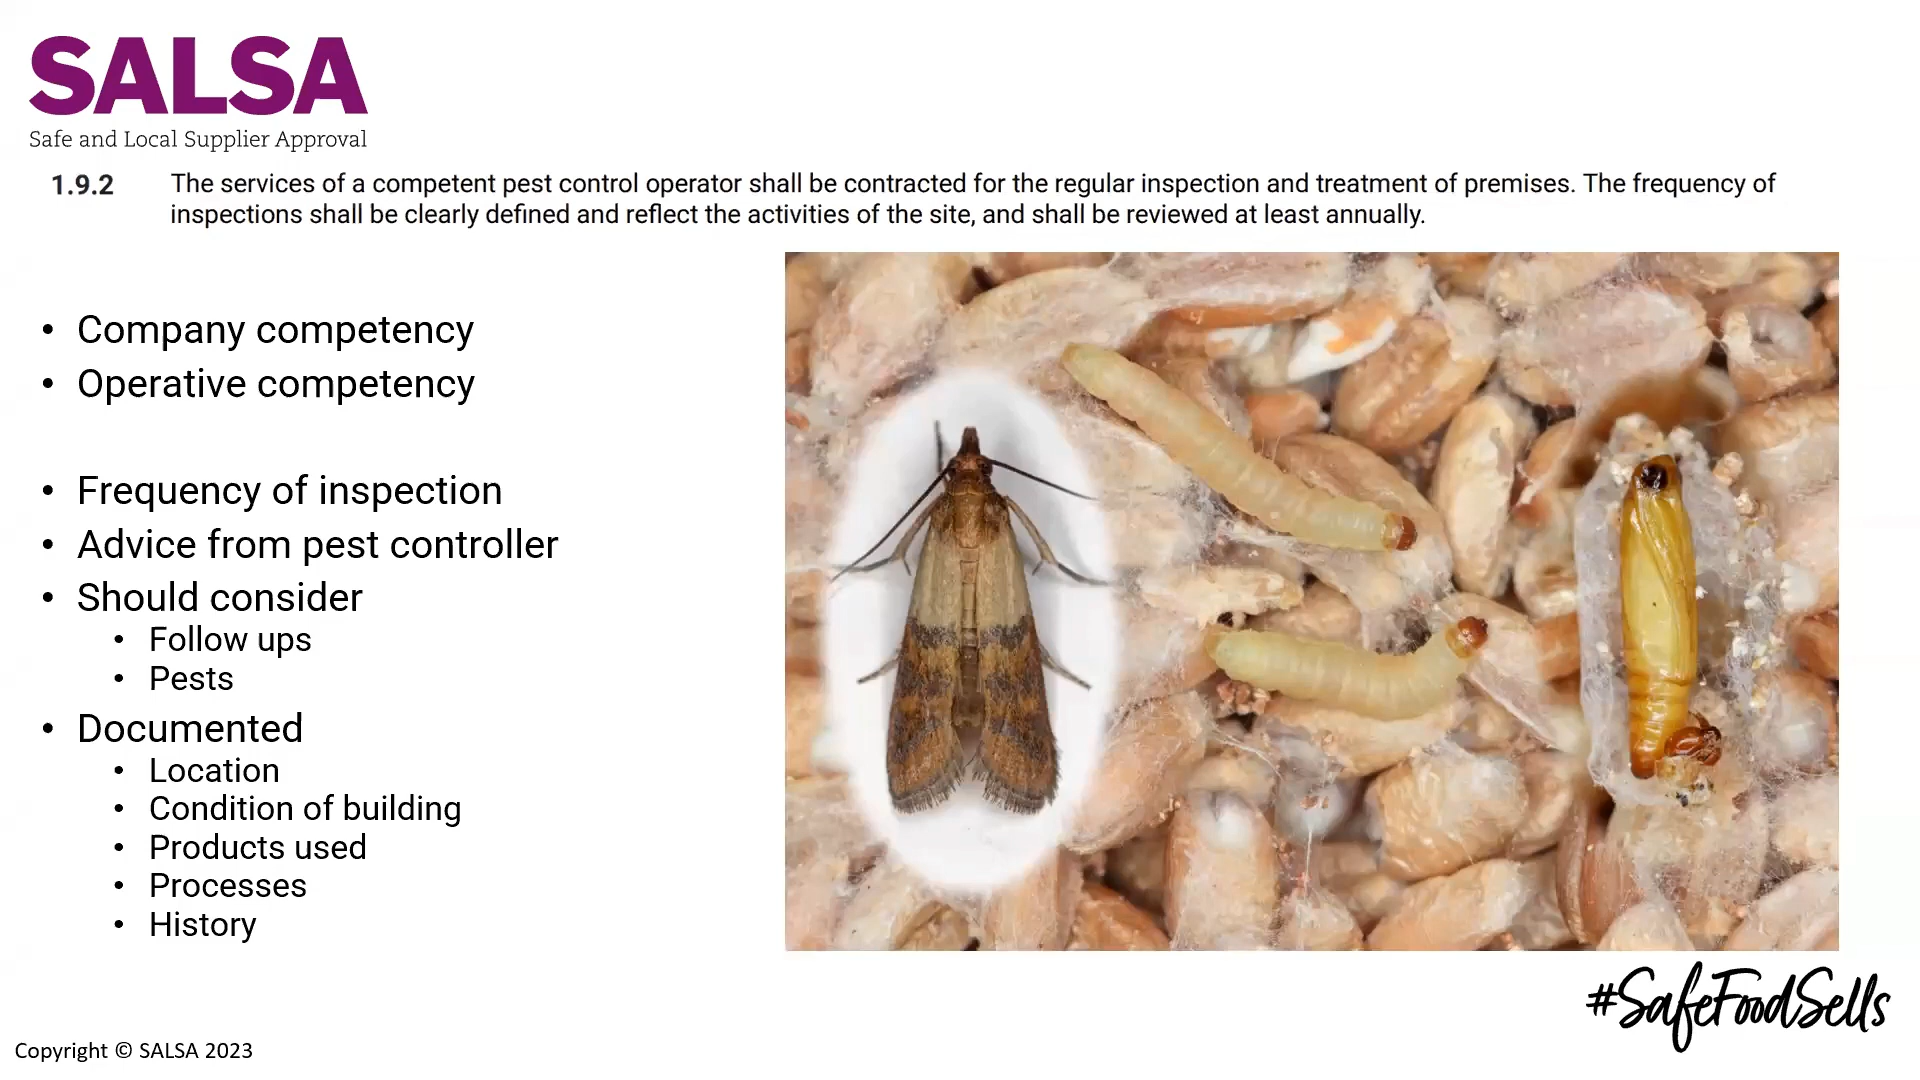 SALSA
Safe and Local Supplier Approval
1.9.2 The services of a competent pest control operator shall be contracted for the regular inspection and treatment of premises. The frequency of
inspections shall be clearly defined and reflect the activities of the site, and shall be reviewed at least annually.
• Company competency
• Operative competency
• Frequency of inspection
• Advice from pest controller
• Should consider
• Follow ups
• Pests
• Documented
• Location
• Condition of building
• Products used
• Processes
• History
#SafeFoodSells
Copyright © SALSA 2023